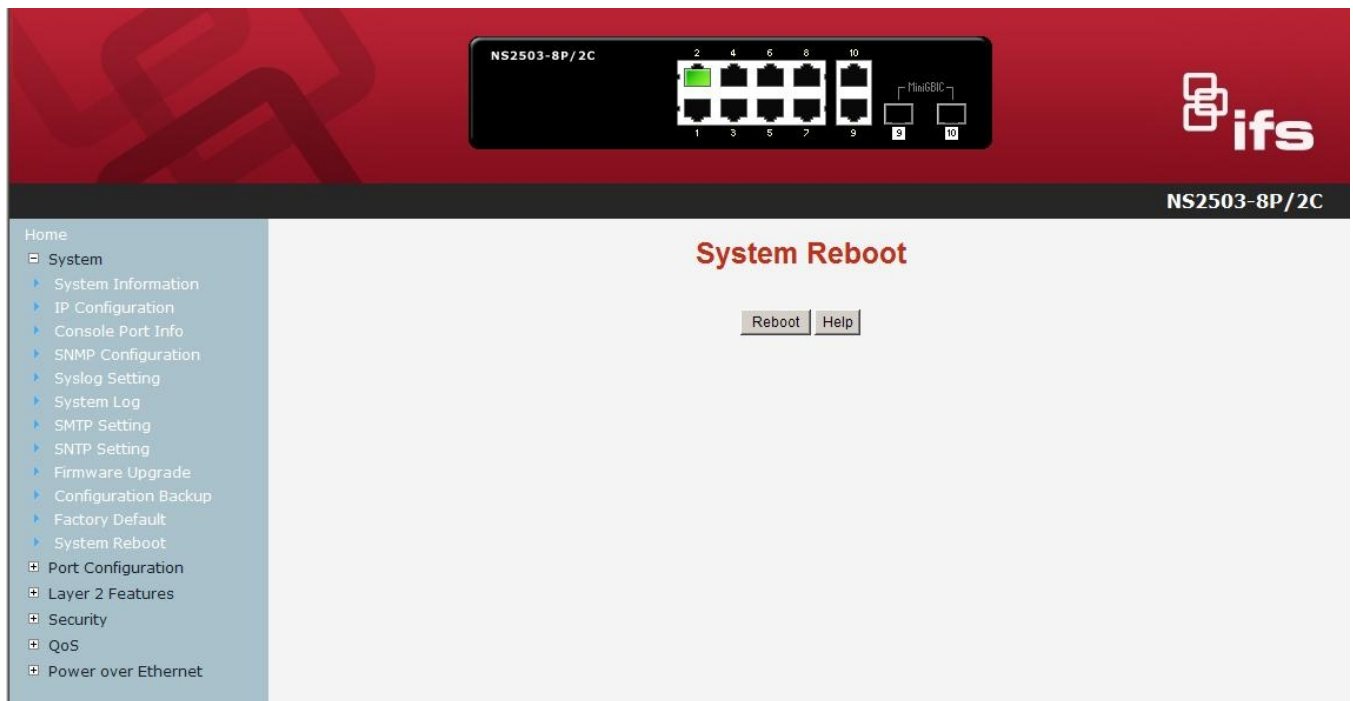 NS2503-8P/2C
2 4 6 8 10
MiniGBIC
1 3 5 7 9 9 10
ifs
NS2503-8P/2C
Home
System
System Information
IP Configuration
Console Port Info
SNMP Configuration
Syslog Setting
System Log
SMTP Setting
SNTP Setting
Firmware Upgrade
Configuration Backup
Factory Default
System Reboot
Port Configuration
Layer 2 Features
Security
QoS
Power over Ethernet
System Reboot
Reboot Help